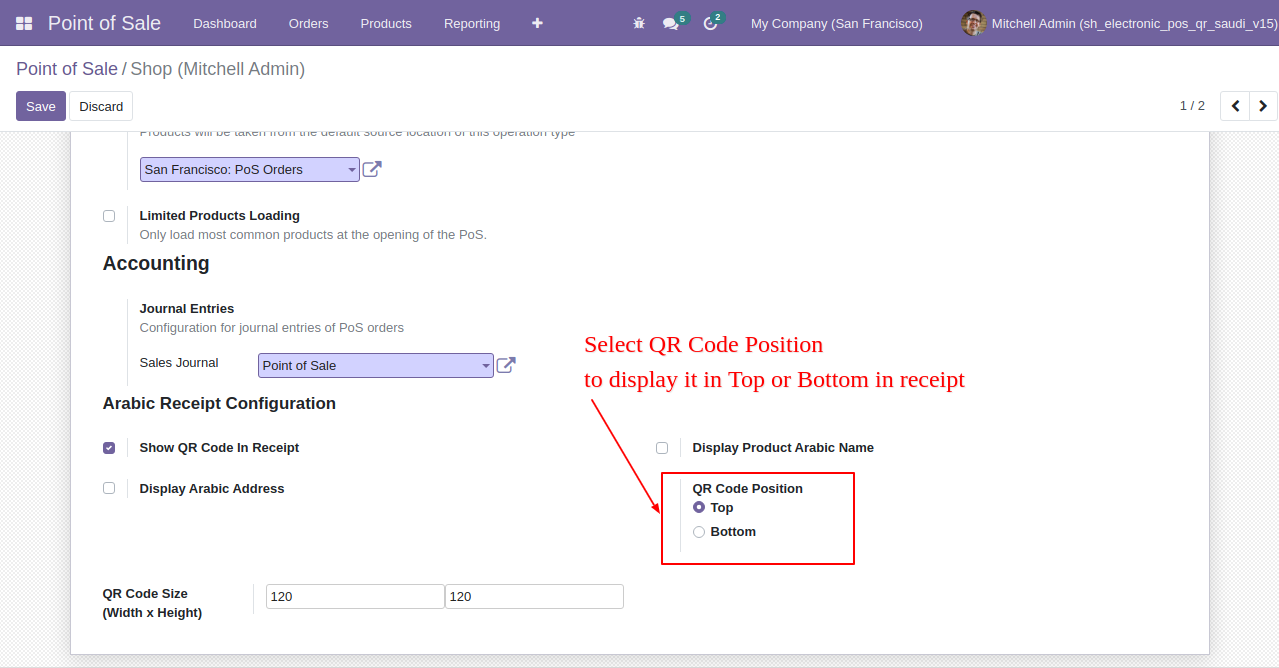 Point of Sale Dashboard Orders Products Reporting 5 2 My Company (San Francisco) Mitchell Admin (sh_electronic_pos_qr_saudi_v15)
Point of Sale / Shop (Mitchell Admin)
Save Discard 1 / 2
Products will be taken from the default source location of this operation type
San Francisco: PoS Orders
Limited Products Loading
Only load most common products at the opening of the PoS.
Accounting
Journal Entries
Configuration for journal entries of PoS orders
Sales Journal Point of Sale
Select QR Code Position
to display it in Top or Bottom in receipt
Arabic Receipt Configuration
Show QR Code In Receipt Display Product Arabic Name
Display Arabic Address QR Code Position
Top
Bottom
QR Code Size 120 120
(Width x Height)